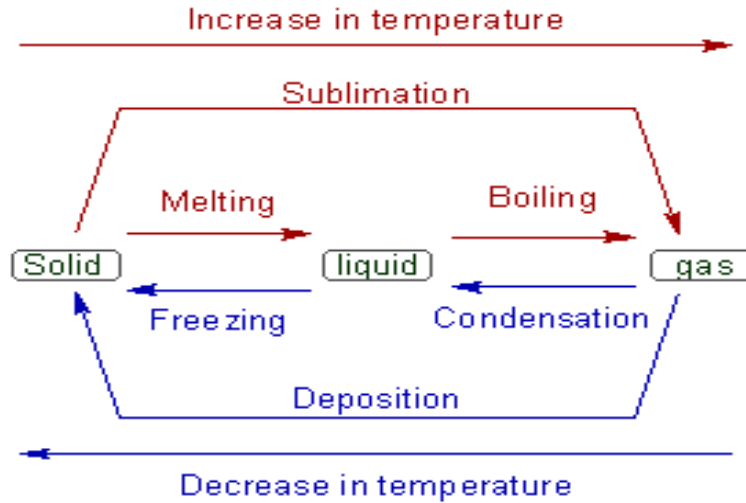 Increase in temperature
Sublimation
Melting
Boiling
Solid
liquid
gas
Freezing
Condensation
Deposition
Decrease in temperature